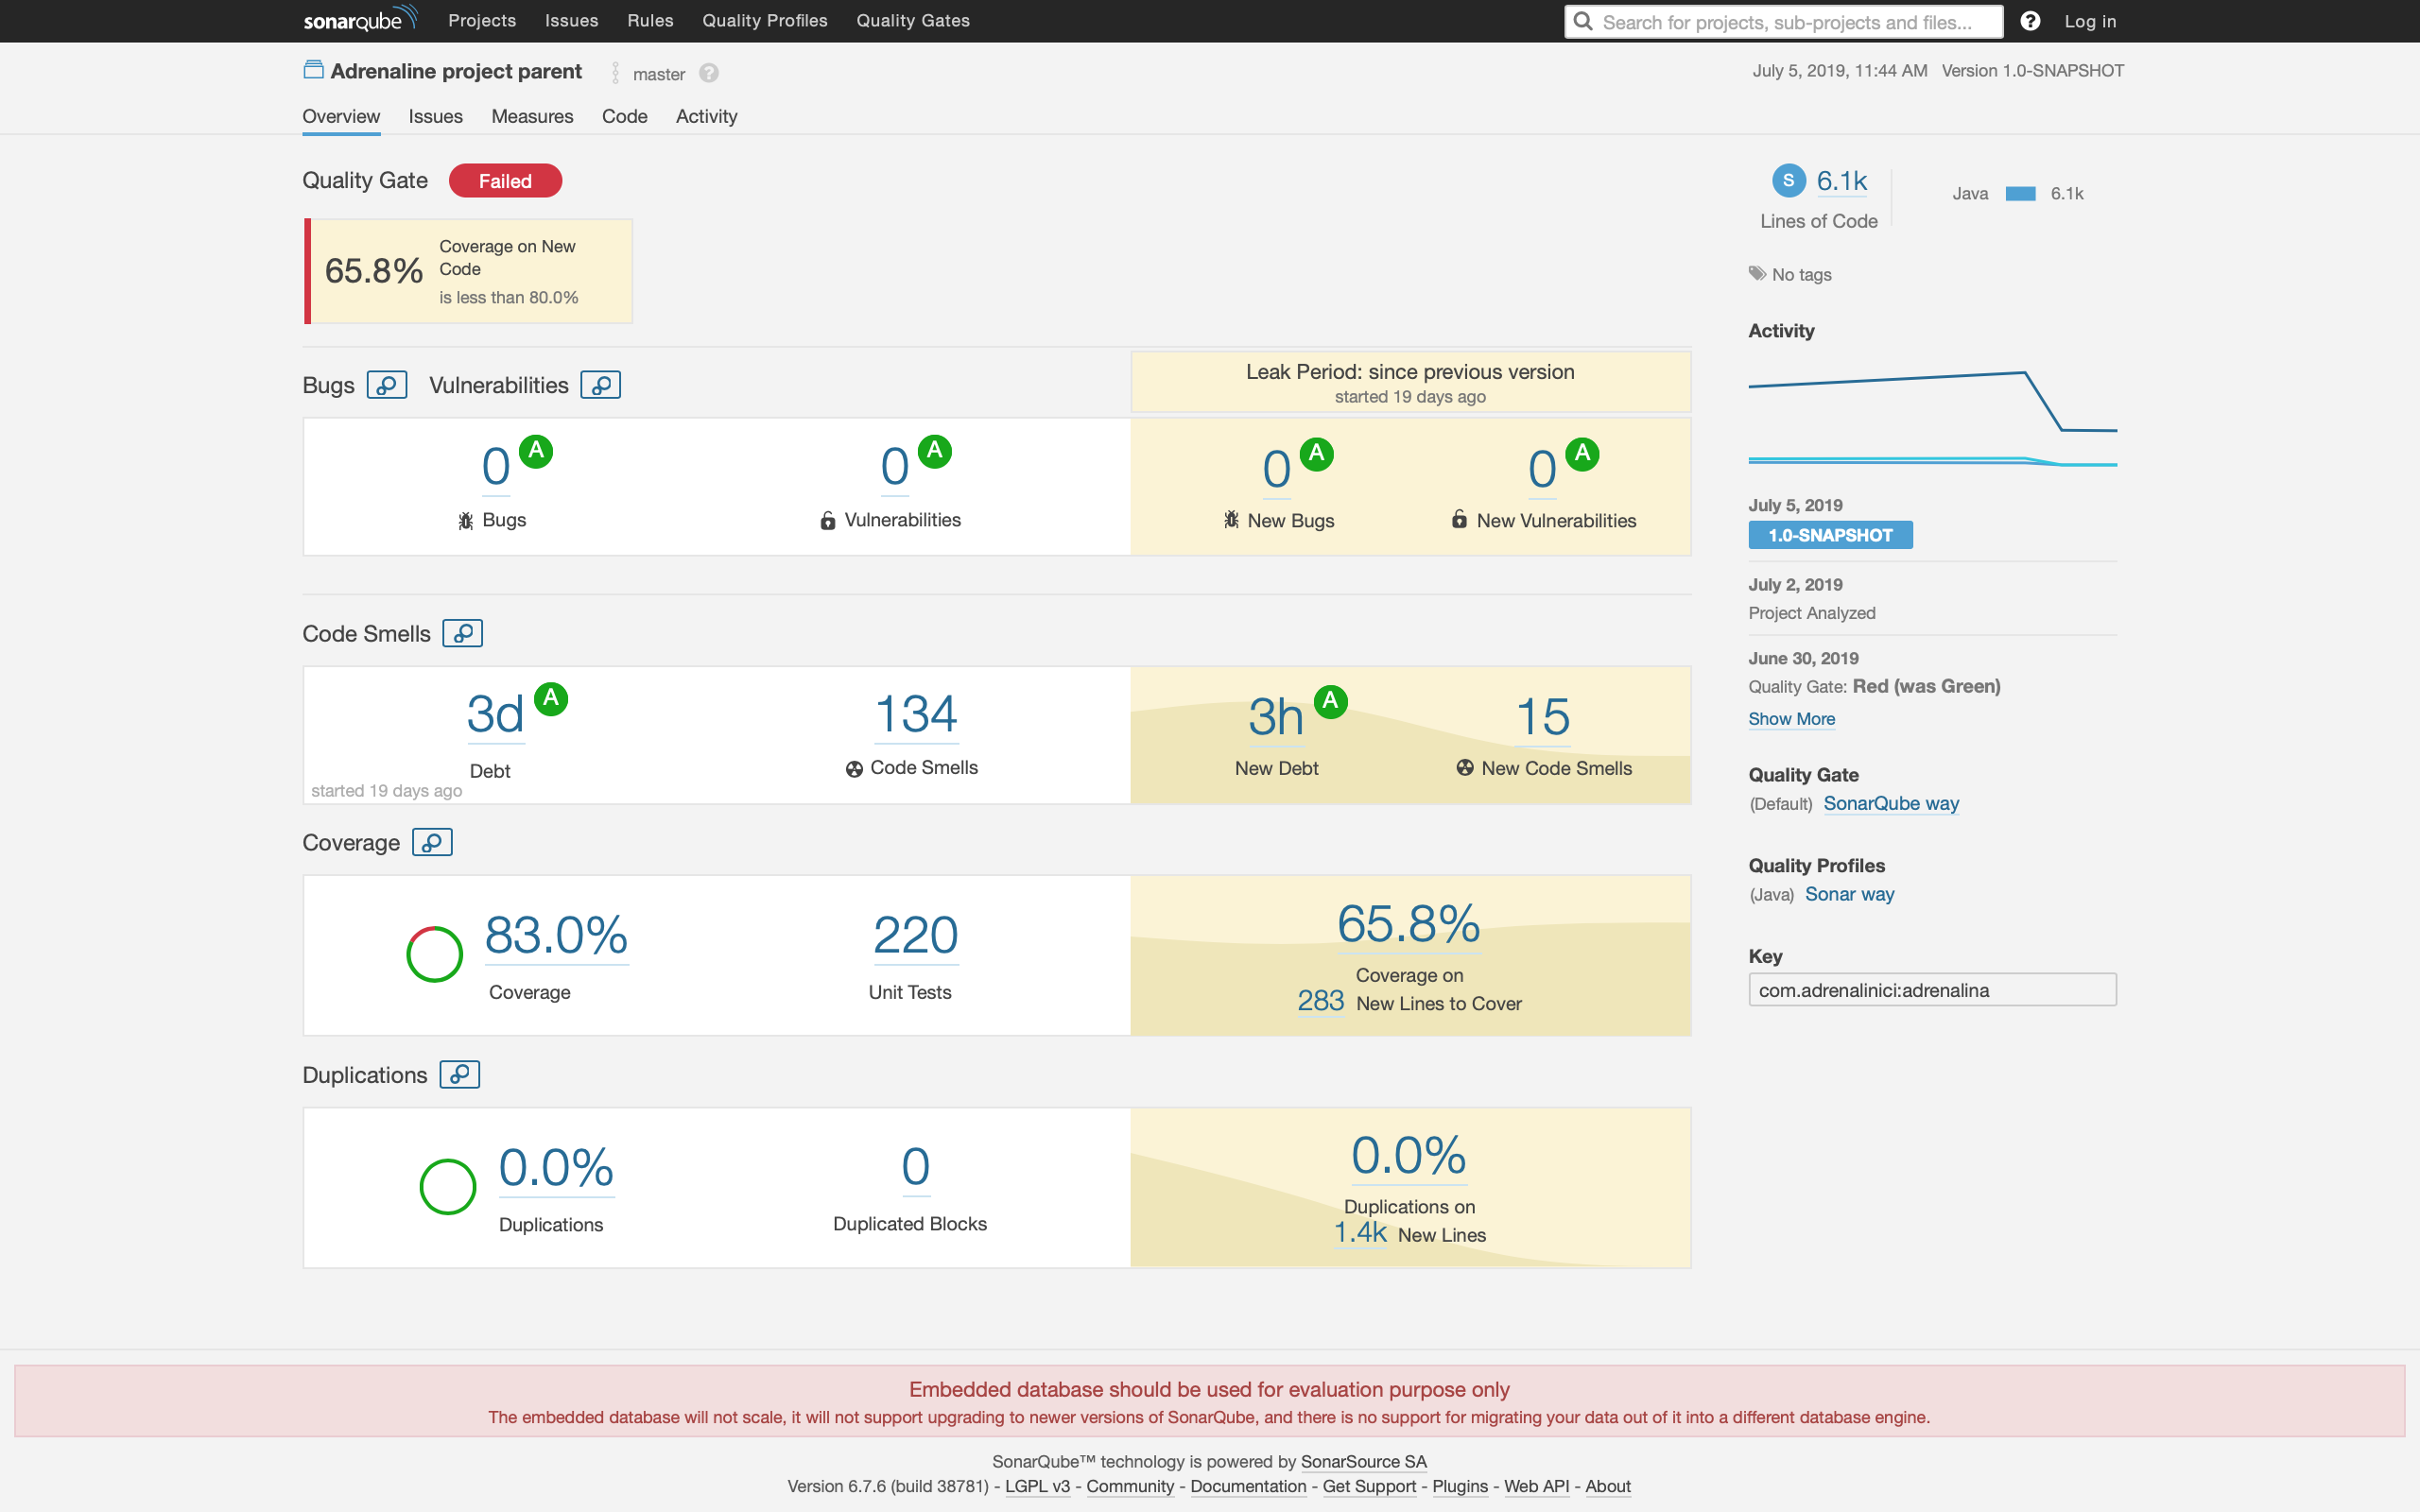 sonarqube Projects Issues Rules Quality Profiles Quality Gates Search for projects, sub-projects and files... Log in
Adrenaline project parent master July 5, 2019, 11:44 AM Version 1.0-SNAPSHOT
Overview Issues Measures Code Activity
Quality Gate Failed
65.8% Coverage on New
Code
is less than 80.0%
Bugs Vulnerabilities
Leak Period: since previous version
started 19 days ago
0 A 0 A 0 A 0 A
Bugs Vulnerabilities New Bugs New Vulnerabilities
Code Smells
3d A 134 3h A 15
Debt Code Smells New Debt New Code Smells
started 19 days ago
Coverage
83.0% 220 65.8%
Coverage Unit Tests Coverage on
283 New Lines to Cover
Duplications
0.0% 0 0.0%
Duplications Duplicated Blocks Duplications on
1.4k New Lines
S 6.1k Java 6.1k
Lines of Code
No tags
Activity
July 5, 2019
1.0-SNAPSHOT
July 2, 2019
Project Analyzed
June 30, 2019
Quality Gate: Red (was Green)
Show More
Quality Gate
(Default) SonarQube way
Quality Profiles
(Java) Sonar way
Key
com.adrenalinici:adrenalina
Embedded database should be used for evaluation purpose only
The embedded database will not scale, it will not support upgrading to newer versions of SonarQube, and there is no support for migrating your data out of it into a different database engine.
SonarQube™ technology is powered by SonarSource SA
Version 6.7.6 (build 38781) - LGPL v3 - Community - Documentation - Get Support - Plugins - Web API - About